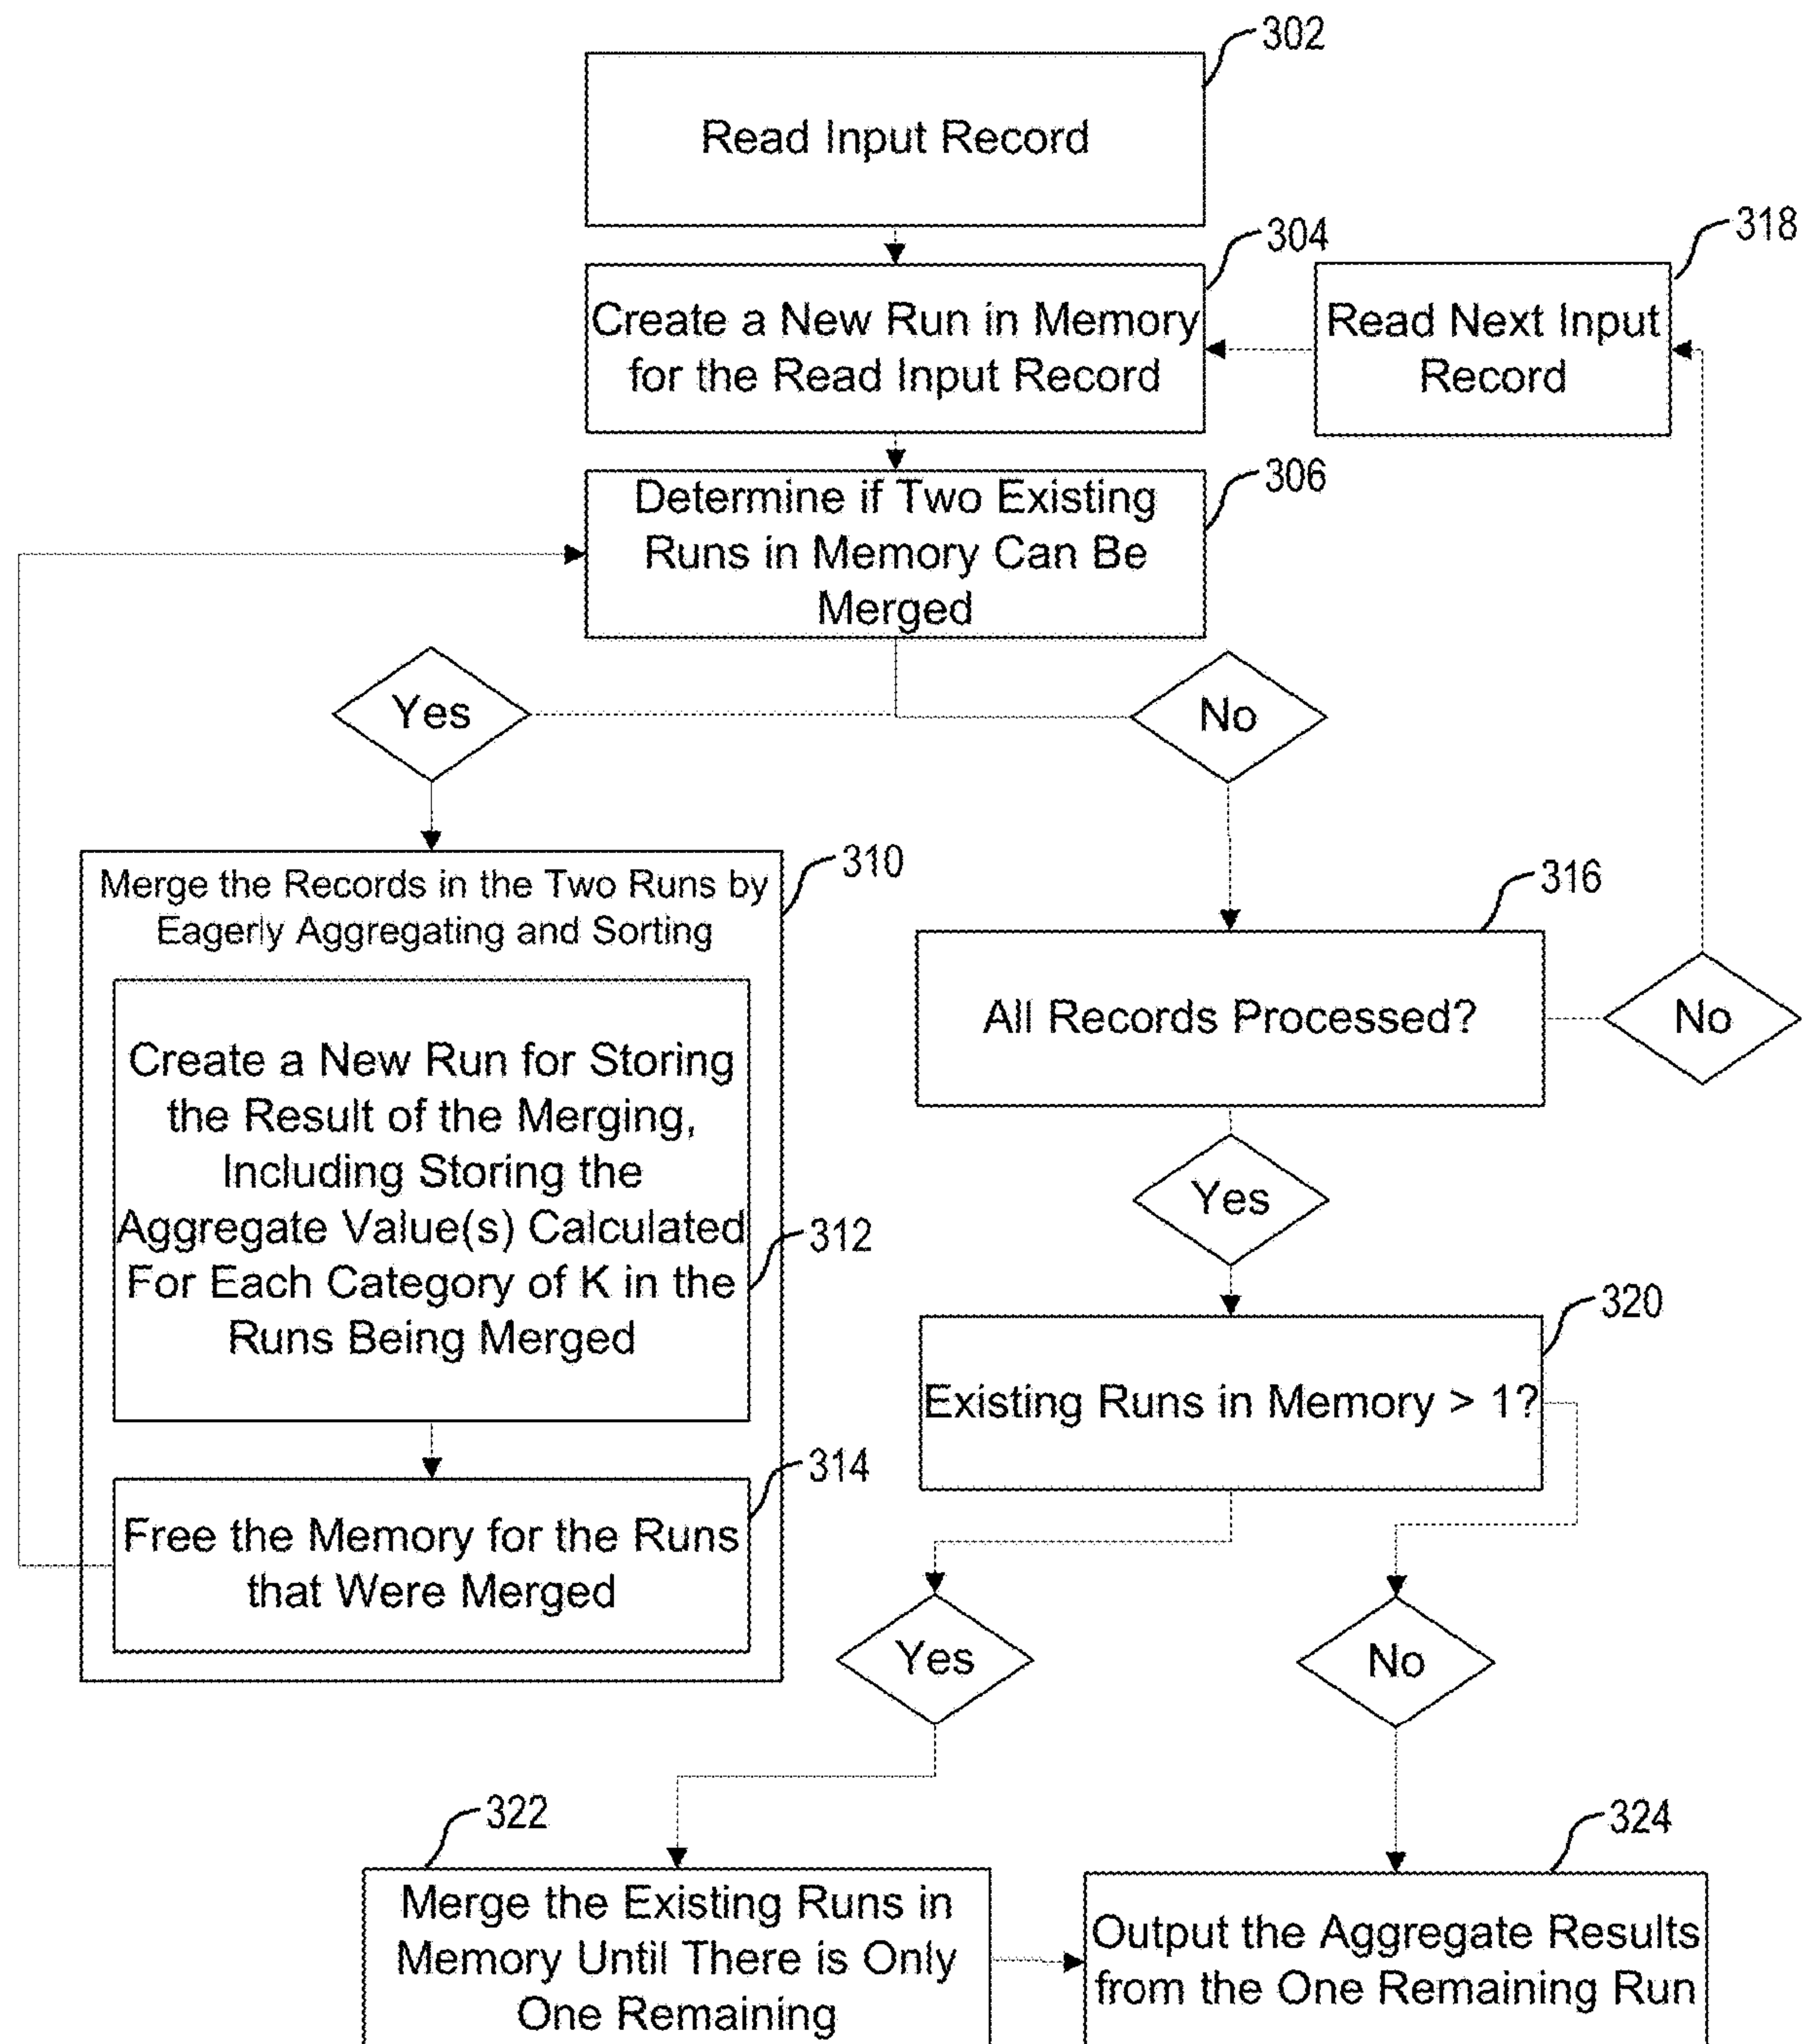 302
Read Input Record
304
Create a New Run in Memory
for the Read Input Record
318
Read Next Input
Record
306
Determine if Two Existing
Runs in Memory Can Be
Merged
Yes
No
310
Merge the Records in the Two Runs by
Eagerly Aggregating and Sorting
Create a New Run for Storing
the Result of the Merging,
Including Storing the
Aggregate Value(s) Calculated
For Each Category of K in the
Runs Being Merged
312
314
Free the Memory for the Runs
that Were Merged
316
All Records Processed?
No
Yes
320
Existing Runs in Memory > 1?
Yes
No
322
Merge the Existing Runs in
Memory Until There is Only
One Remaining
324
Output the Aggregate Results
from the One Remaining Run